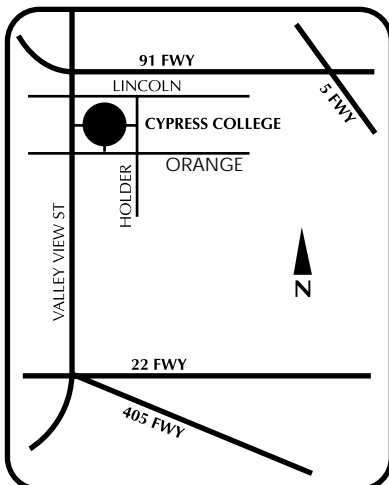 91 FWY
LINCOLN
5 FWY
CYPRESS COLLEGE
ORANGE
HOLDER
VALLEY VIEW ST
N
22 FWY
405 FWY